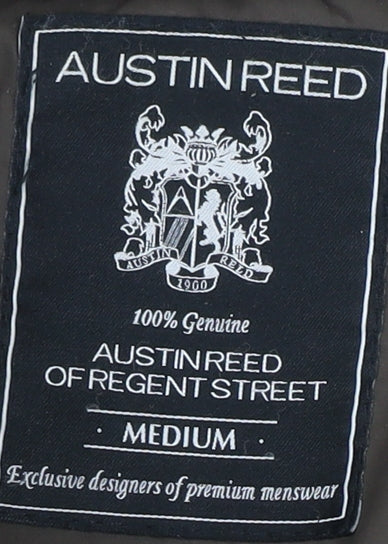 AUSTIN REED
AUSTIN REED
1900
100% Genuine
AUSTIN REED
OF REGENT STREET
· MEDIUM ·
Exclusive designers of premium menswear